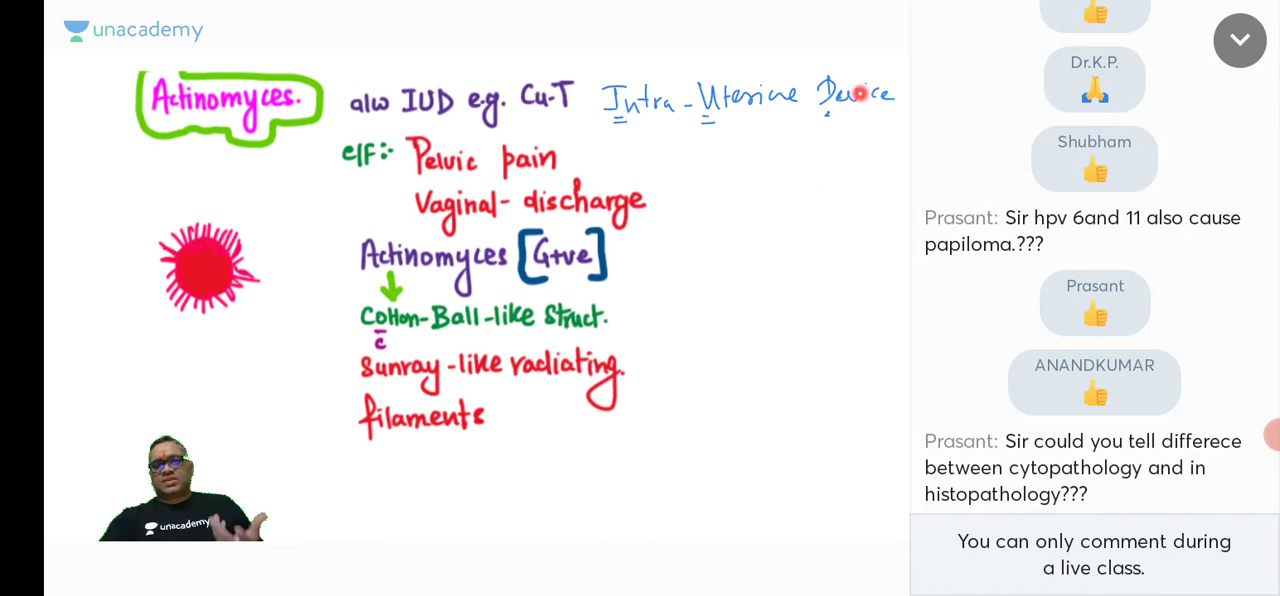 unacademy
Actinomyces.
a/w IUD e.g. Cu-T Intra-Uterine Device
c/F:- Pelvic pain
Vaginal- discharge
Actinomyces [G+ve]
Cotton-Ball-like Struct.
c̄
Sunray-like radiating
filaments
unacademy
Dr.K.P.
Shubham
Prasant: Sir hpv 6and 11 also cause
papiloma.???
Prasant
ANANDKUMAR
Prasant: Sir could you tell differece
between cytopathology and in
histopathology???
You can only comment during
a live class.